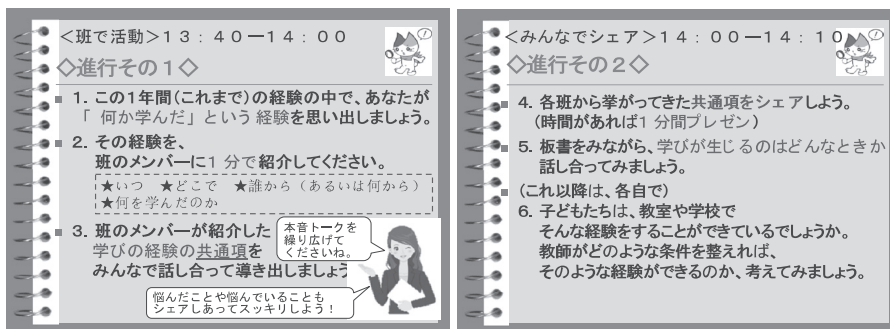 <班で活動>13:40ー14:00
◇進行その1◇
1. この1年間(これまで)の経験の中で、あなたが
「何か学んだ」という経験を思い出しましょう。
2. その経験を、
班のメンバーに1分で紹介してください。
★いつ ★どこで ★誰から(あるいは何から)
★何を学んだのか
3. 班のメンバーが紹介した
学びの経験の共通項を
みんなで話し合って導き出しましょう
本音トークを
繰り広げて
くださいね。
悩んだことや悩んでいることも
シェアしあってスッキリしよう!
<みんなでシェア>14:00ー14:10
◇進行その2◇
4. 各班から挙がってきた共通項をシェアしよう。
(時間があれば1分間プレゼン)
5. 板書をみながら、学びが生じるのはどんなときか
話し合ってみましょう。
(これ以降は、各自で)
6. 子どもたちは、教室や学校で
そんな経験をすることができているでしょうか。
教師がどのような条件を整えれば、
そのような経験ができるのか、考えてみましょう。